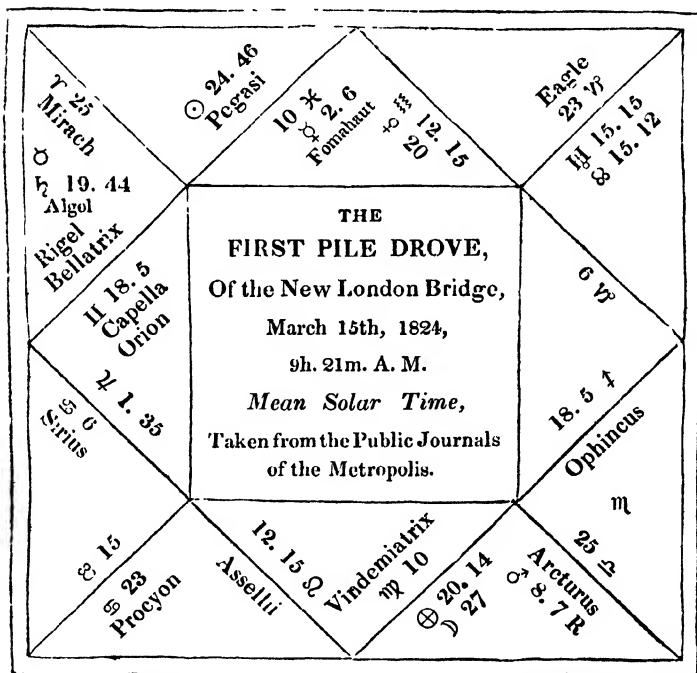 ♈ 25
Mirach
☉ 24. 46
Pegasi
10 ♓
☿ 2. 6
Fomahaut
♀ ♒ 12. 15
20
Eagle
23 ♑
♅ 15. 15
☊ 15. 12
♉
♄ 19. 44
Algol
Rigel
Bellatrix
II 18. 5
Capella
Orion
THE
FIRST PILE DROVE,
Of the New London Bridge,
March 15th, 1824,
9h. 21m. A. M.
Mean Solar Time,
Taken from the Public Journals
of the Metropolis.
6 ♑
♃ 1. 35
♋ 6
Sirius
18. 5 ♐
Ophincus
♏
25 ♎
☋ 15
♋ 23
Procyon
12. 15 ♌
Assellii
Vindemiatrix
♍ 10
⊕ 20. 14
☽ 27
Arcturus
♂ 8. 7 R